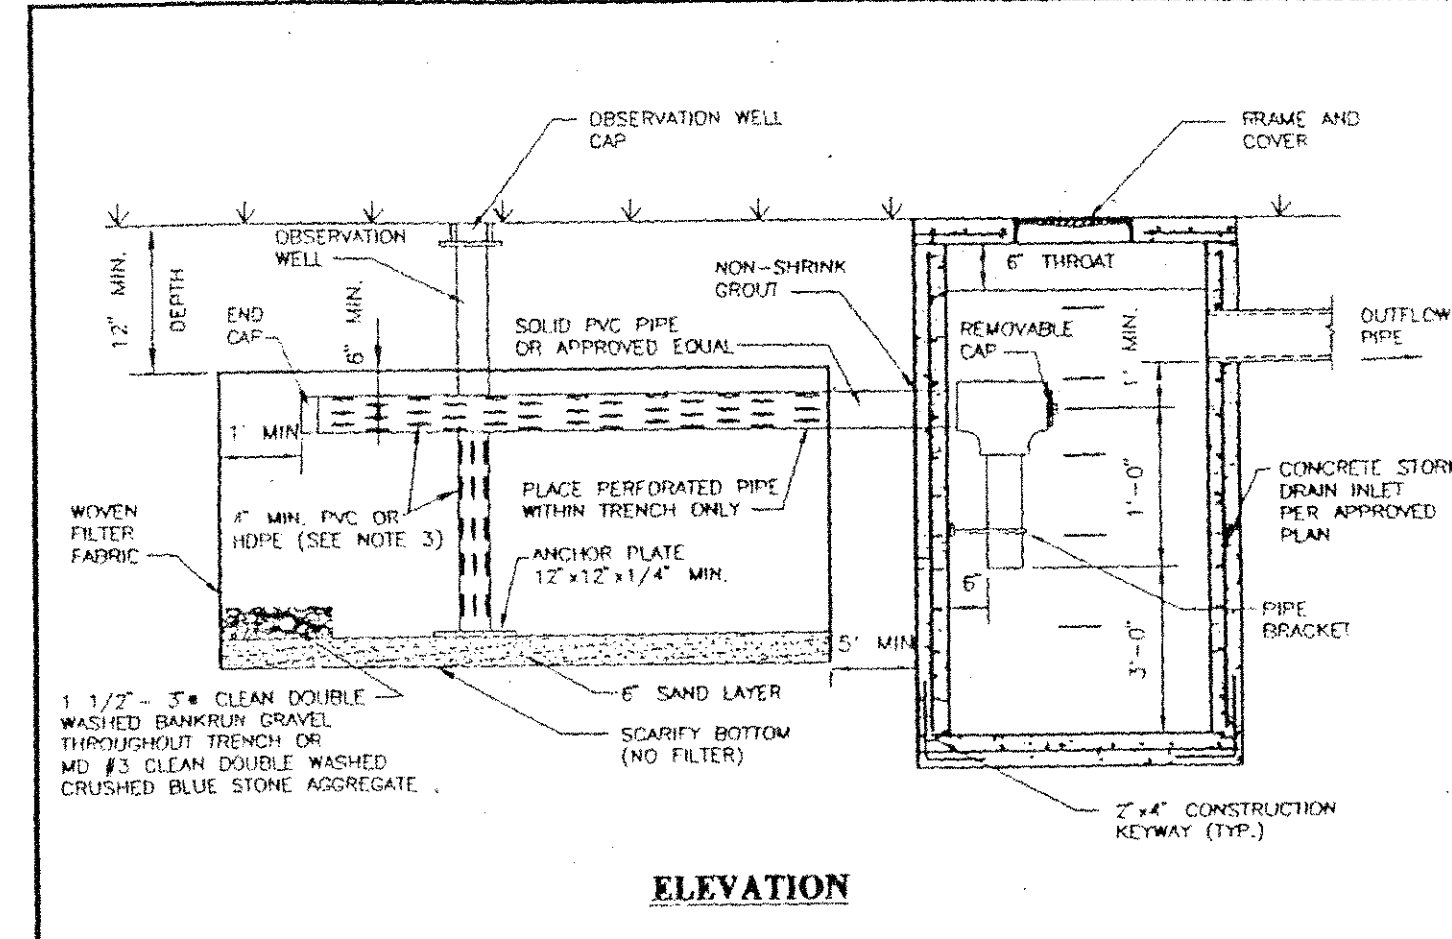 OBSERVATION WELL
CAP
FRAME AND
COVER
OBSERVATION
WELL
12" MIN.
DEPTH
END
CAP
6" MIN.
NON-SHRINK
GROUT
6" THROAT
SOLID PVC PIPE
OR APPROVED EQUAL
REMOVABLE
CAP
1' MIN.
OUTFLOW
PIPE
1' MIN
WOVEN
FILTER
FABRIC
4" MIN. PVC OR
HDPE (SEE NOTE 3)
PLACE PERFORATED PIPE
WITHIN TRENCH ONLY
ANCHOR PLATE
12"x12"x1/4" MIN.
1'-0"
CONCRETE STORM
DRAIN INLET
PER APPROVED
PLAN
6"
PIPE
BRACKET
5' MIN
3'-0"
1 1/2" - 3" CLEAN DOUBLE
WASHED BANKRUN GRAVEL
THROUGHOUT TRENCH OR
MD #3 CLEAN DOUBLE WASHED
CRUSHED BLUE STONE AGGREGATE
6" SAND LAYER
SCARIFY BOTTOM
(NO FILTER)
2"x4" CONSTRUCTION
KEYWAY (TYP.)
ELEVATION